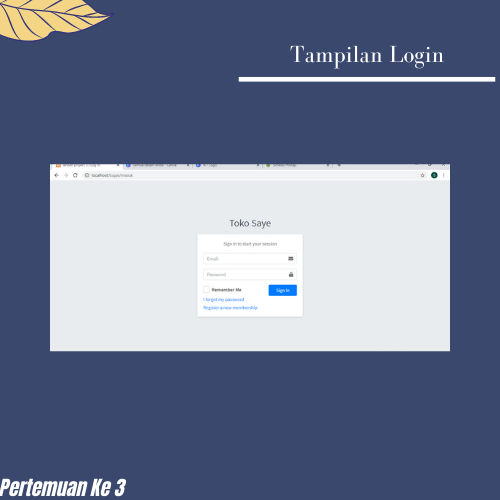 Tampilan Login
localhost/tugas/masuk
Toko Saye
Sign in to start your session
Email
Password
Remember Me
Sign In
I forgot my password
Register a new membership
Pertemuan Ke 3